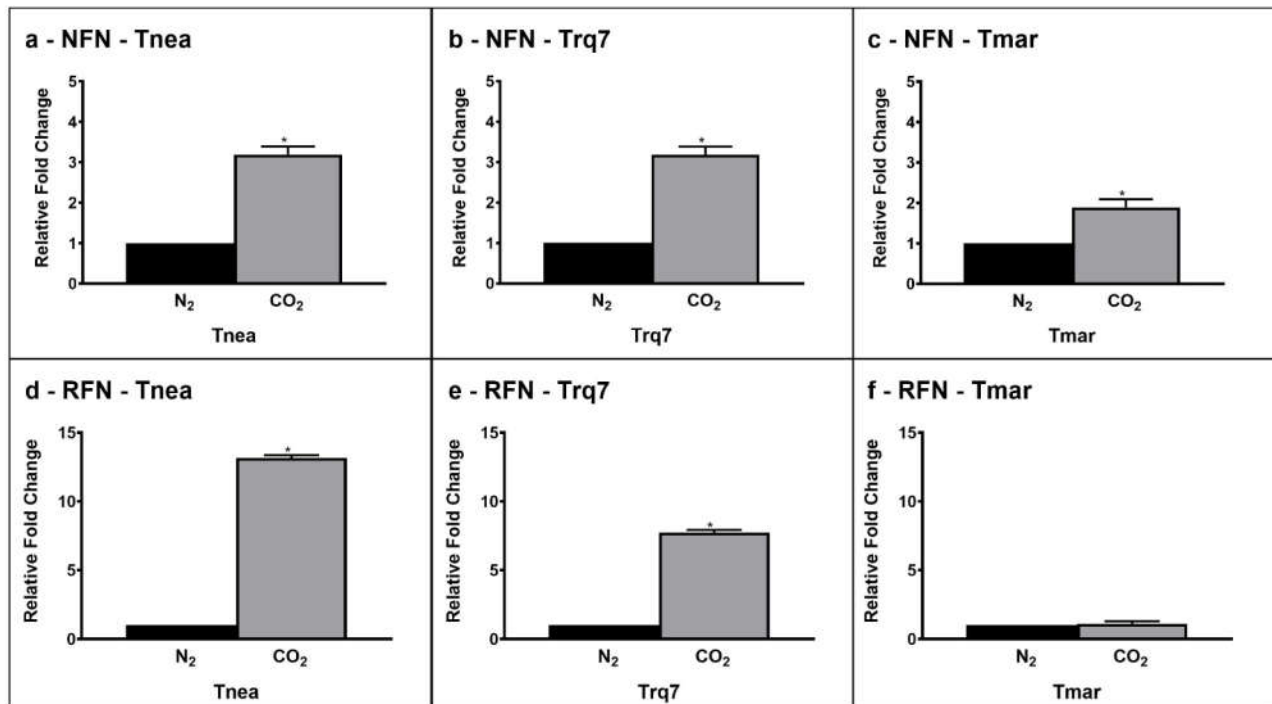 a - NFN - Tnea
Relative Fold Change
5
4
3
2
1
0
*
N₂ CO₂
Tnea
b - NFN - Trq7
Relative Fold Change
5
4
3
2
1
0
*
N₂ CO₂
Trq7
c - NFN - Tmar
Relative Fold Change
5
4
3
2
1
0
*
N₂ CO₂
Tmar
d - RFN - Tnea
Relative Fold Change
15
10
5
0
*
N₂ CO₂
Tnea
e - RFN - Trq7
Relative Fold Change
15
10
5
0
*
N₂ CO₂
Trq7
f - RFN - Tmar
Relative Fold Change
15
10
5
0
N₂ CO₂
Tmar